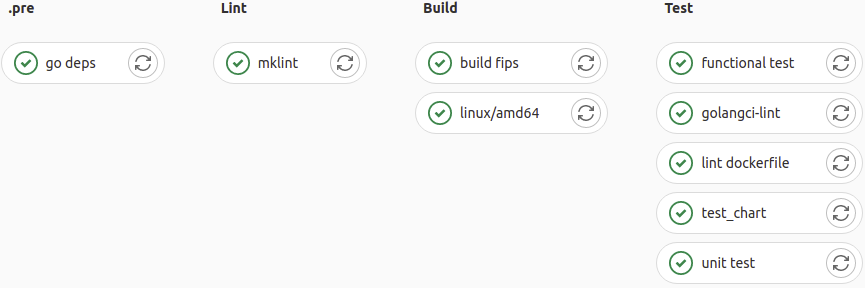 .pre
go deps
Lint
mklint
Build
build fips
linux/amd64
Test
functional test
golangci-lint
lint dockerfile
test_chart
unit test